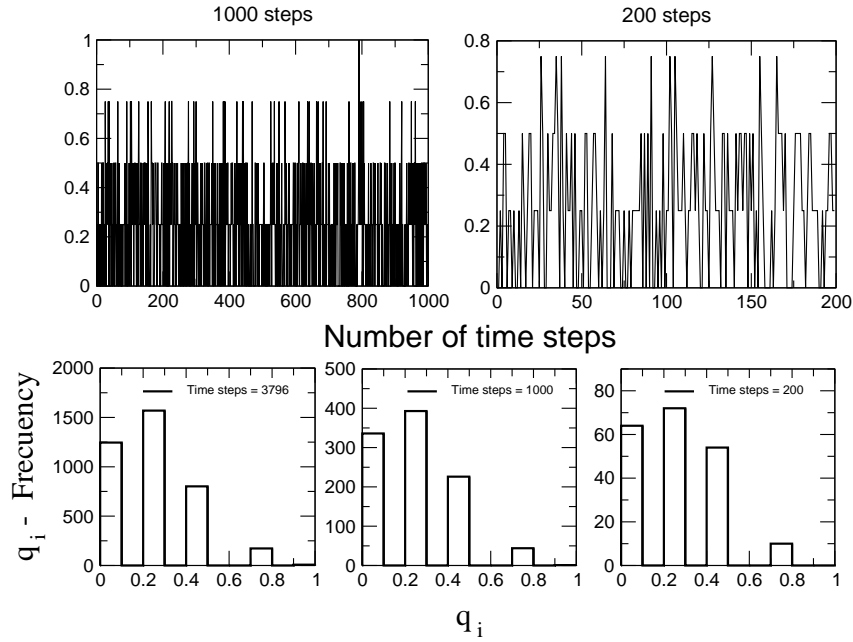 1000 steps
200 steps
1
0.8
0.6
0.4
0.2
0
0 200 400 600 800 1000
0.8
0.6
0.4
0.2
0
0 50 100 150 200
Number of time steps
q_i - Frecuency
2000
1500
1000
500
0
Time steps = 3796
0 0.2 0.4 0.6 0.8 1
500
400
300
200
100
0
Time steps = 1000
0 0.2 0.4 0.6 0.8 1
80
60
40
20
0
Time steps = 200
0 0.2 0.4 0.6 0.8 1
q_i